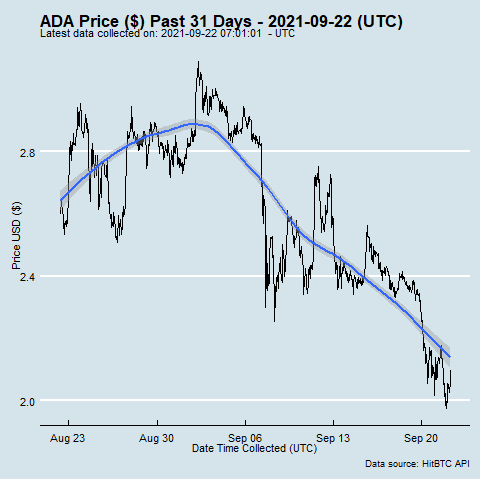 ADA Price ($) Past 31 Days - 2021-09-22 (UTC)
Latest data collected on: 2021-09-22 07:01:01 - UTC
Price USD ($)
2.8
2.4
2.0
Aug 23 Aug 30 Sep 06 Sep 13 Sep 20
Date Time Collected (UTC)
Data source: HitBTC API